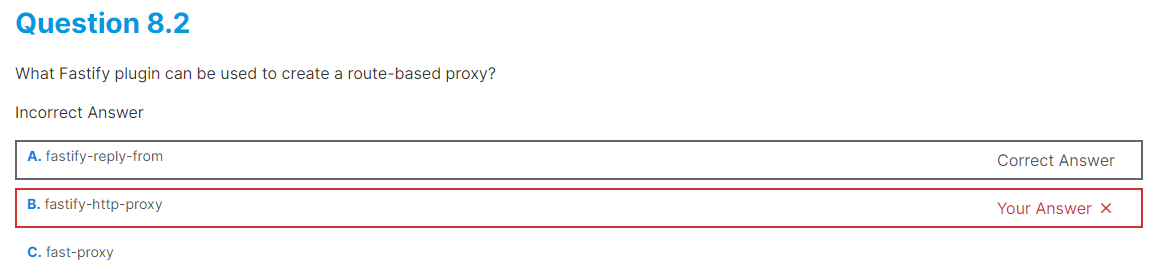 Question 8.2
What Fastify plugin can be used to create a route-based proxy?
Incorrect Answer
A. fastify-reply-from Correct Answer
B. fastify-http-proxy Your Answer ×
C. fast-proxy